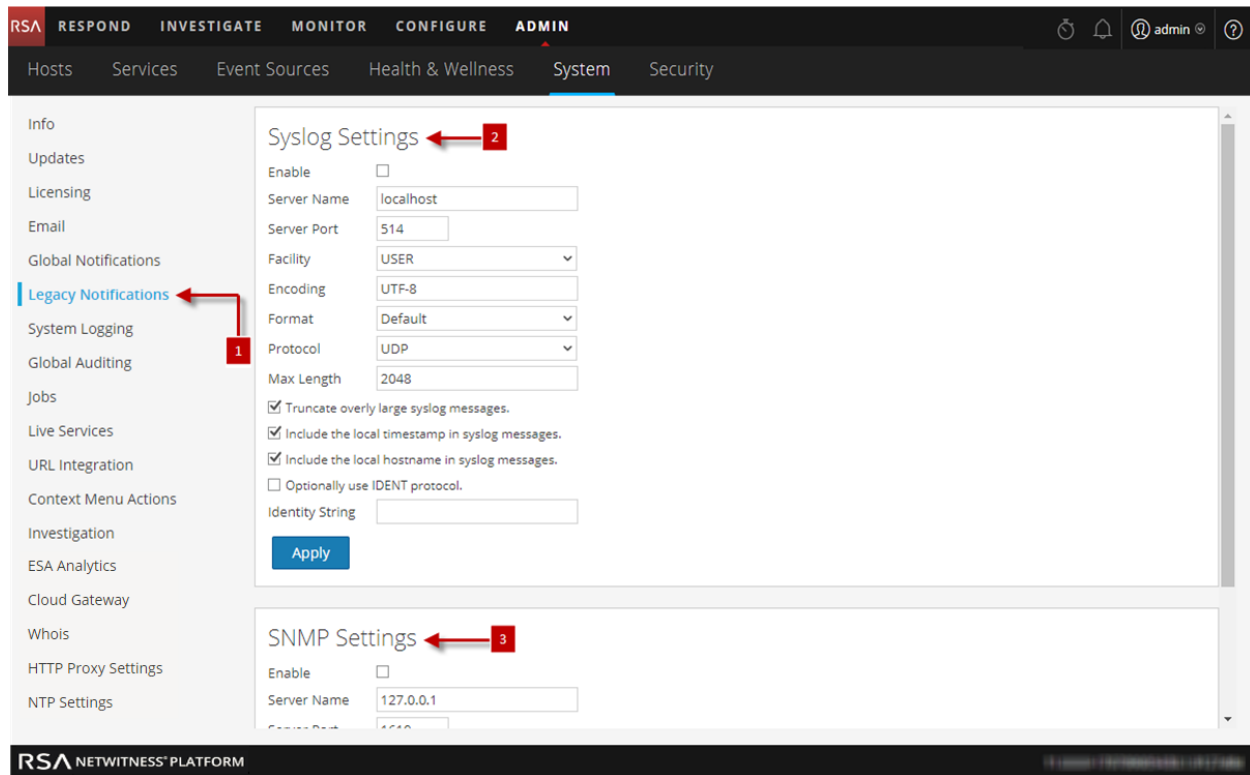 RSA RESPOND INVESTIGATE MONITOR CONFIGURE ADMIN admin
Hosts Services Event Sources Health & Wellness System Security
Info
Updates
Licensing
Email
Global Notifications
Legacy Notifications
System Logging
1
Global Auditing
Jobs
Live Services
URL Integration
Context Menu Actions
Investigation
ESA Analytics
Cloud Gateway
Whois
HTTP Proxy Settings
NTP Settings
Syslog Settings 2
Enable
Server Name localhost
Server Port 514
Facility USER
Encoding UTF-8
Format Default
Protocol UDP
Max Length 2048
Truncate overly large syslog messages.
Include the local timestamp in syslog messages.
Include the local hostname in syslog messages.
Optionally use IDENT protocol.
Identity String
Apply
SNMP Settings 3
Enable
Server Name 127.0.0.1
Server Port
RSA NETWITNESS® PLATFORM